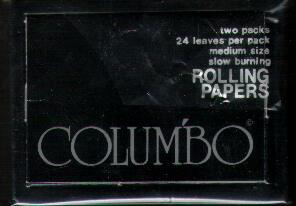 two packs
24 leaves per pack
medium size
slow burning
ROLLING
PAPERS
©
COLUMBO